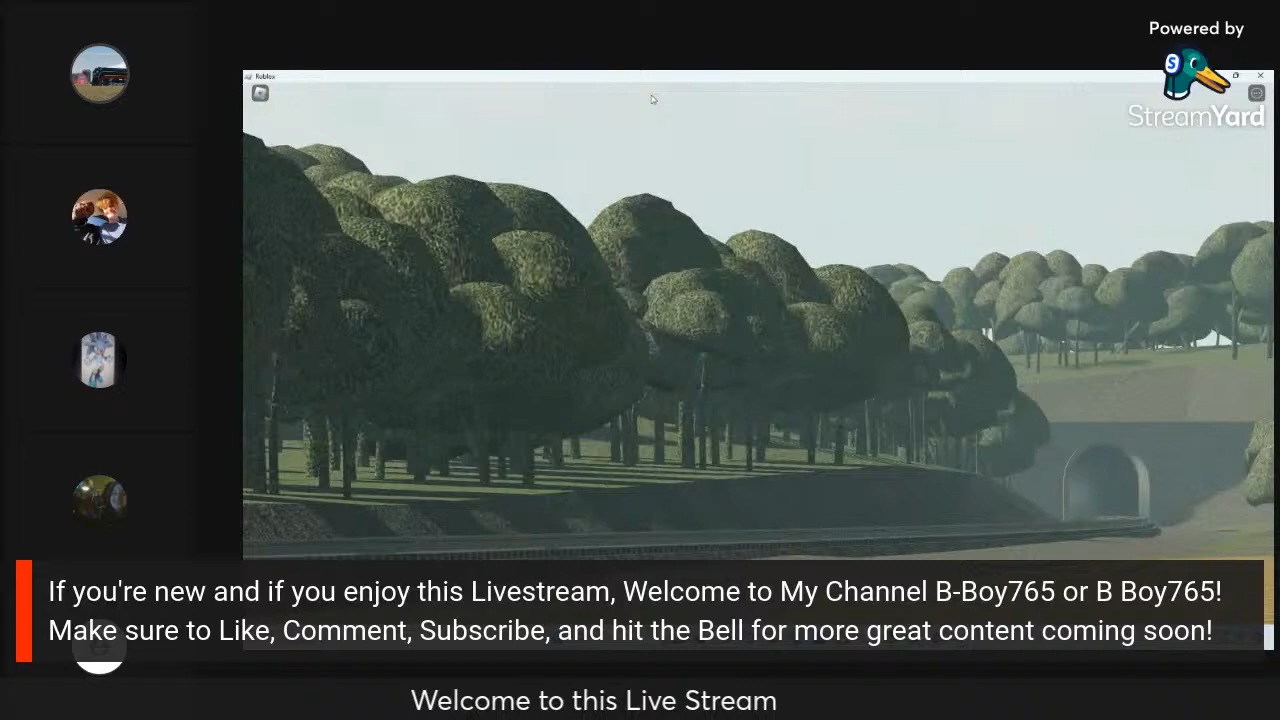 Powered by
StreamYard
Roblox
If you're new and if you enjoy this Livestream, Welcome to My Channel B-Boy765 or B Boy765!
Make sure to Like, Comment, Subscribe, and hit the Bell for more great content coming soon!
Welcome to this Live Stream